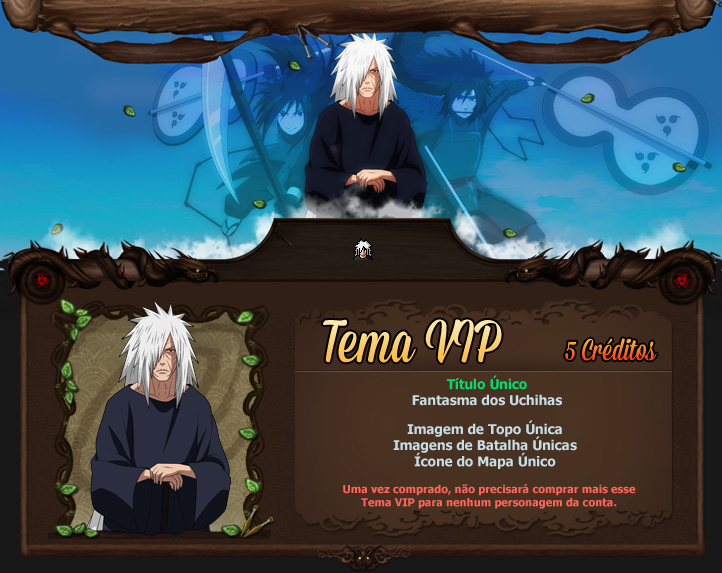 Tema VIP
5 Créditos
Título Único
Fantasma dos Uchihas
Imagem de Topo Única
Imagens de Batalha Únicas
Ícone do Mapa Único
Uma vez comprado, não precisará comprar mais esse
Tema VIP para nenhum personagem da conta.